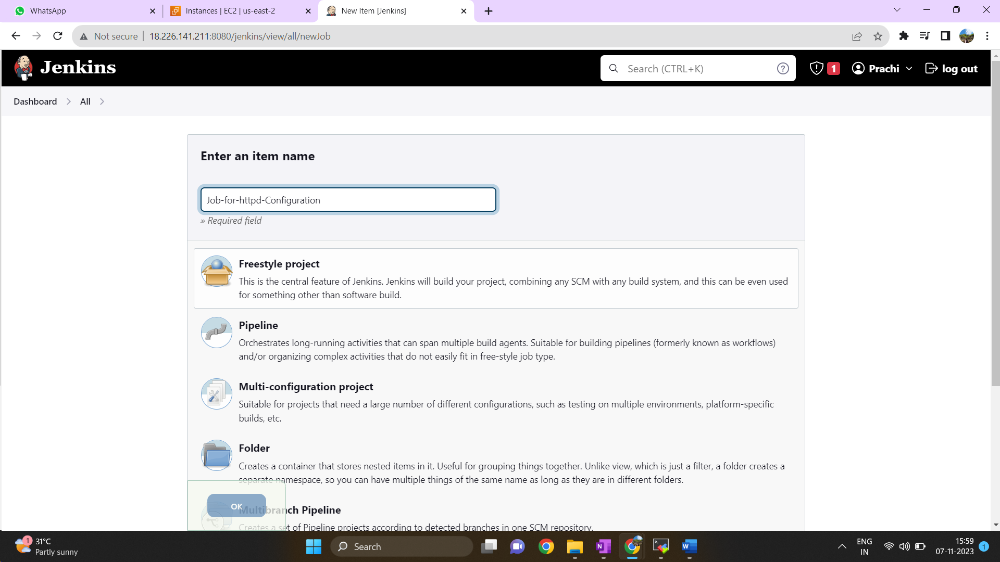 WhatsApp
Instances | EC2 | us-east-2
New Item [Jenkins]
Not secure
18.226.141.211:8080/jenkins/view/all/newJob
Jenkins
Search (CTRL+K)
?
1
Prachi
log out
Dashboard
All
Enter an item name
Job-for-httpd-Configuration
» Required field
Freestyle project
This is the central feature of Jenkins. Jenkins will build your project, combining any SCM with any build system, and this can be even used
for something other than software build.
Pipeline
Orchestrates long-running activities that can span multiple build agents. Suitable for building pipelines (formerly known as workflows)
and/or organizing complex activities that do not easily fit in free-style job type.
Multi-configuration project
Suitable for projects that need a large number of different configurations, such as testing on multiple environments, platform-specific
builds, etc.
Folder
Creates a container that stores nested items in it. Useful for grouping things together. Unlike view, which is just a filter, a folder creates a
separate namespace, so you can have multiple things of the same name as long as they are in different folders.
OK
Multibranch Pipeline
Creates a set of Pipeline projects according to detected branches in one SCM repository.
1
31°C
Partly sunny
Search
N
W
ENG
IN
15:59
07-11-2023
1